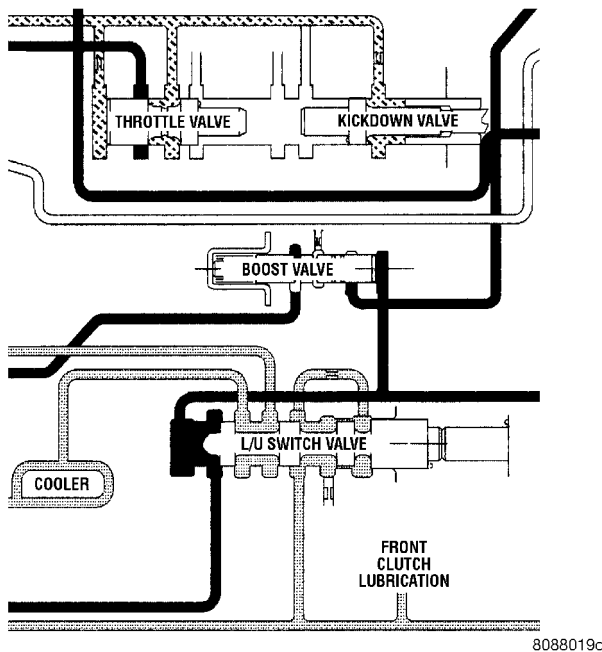 THROTTLE VALVE
KICKDOWN VALVE
BOOST VALVE
L/U SWITCH VALVE
COOLER
FRONT
CLUTCH
LUBRICATION
8088019c